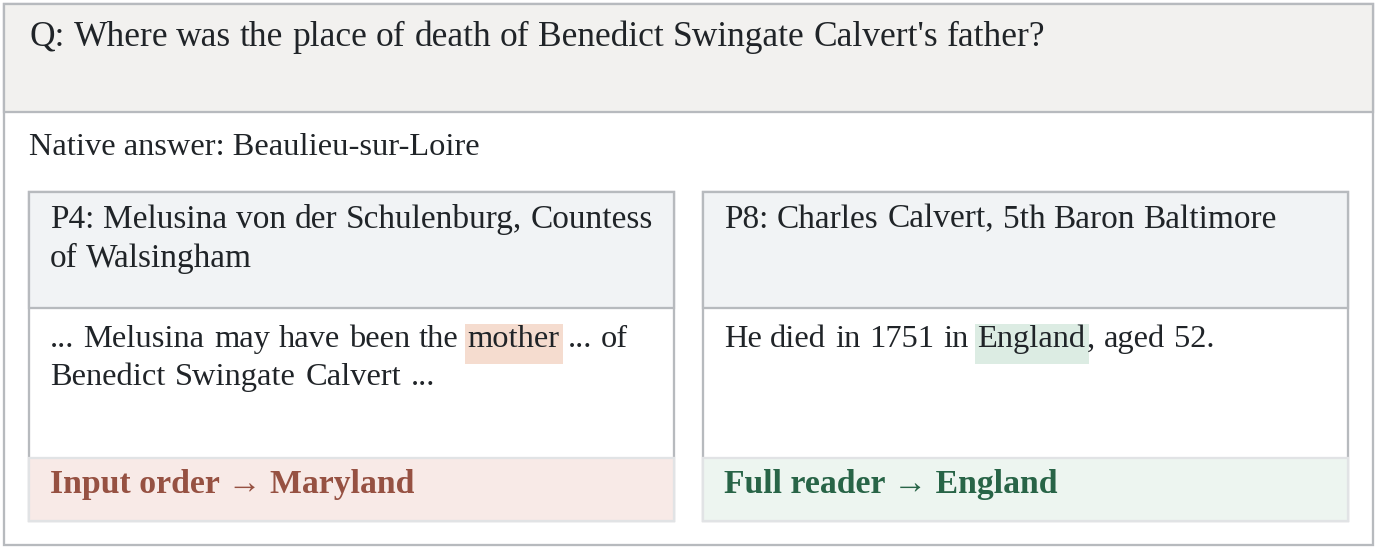 Q: Where was the place of death of Benedict Swingate Calvert's father?
Native answer: Beaulieu-sur-Loire
P4: Melusina von der Schulenburg, Countess
of Walsingham
... Melusina may have been the mother ... of
Benedict Swingate Calvert ...
Input order → Maryland
P8: Charles Calvert, 5th Baron Baltimore
He died in 1751 in England, aged 52.
Full reader → England